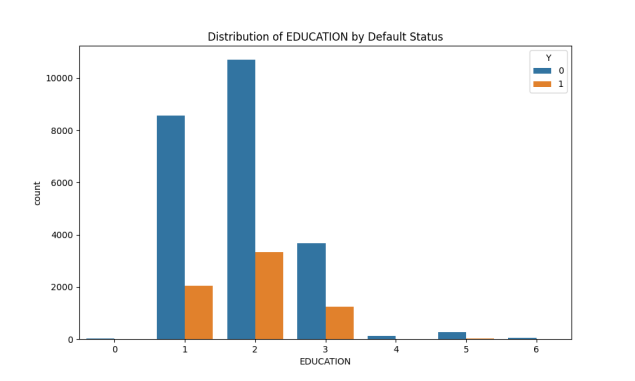 Distribution of EDUCATION by Default Status
Y
0
1
10000
8000
6000
4000
2000
0
count
0 1 2 3 4 5 6
EDUCATION